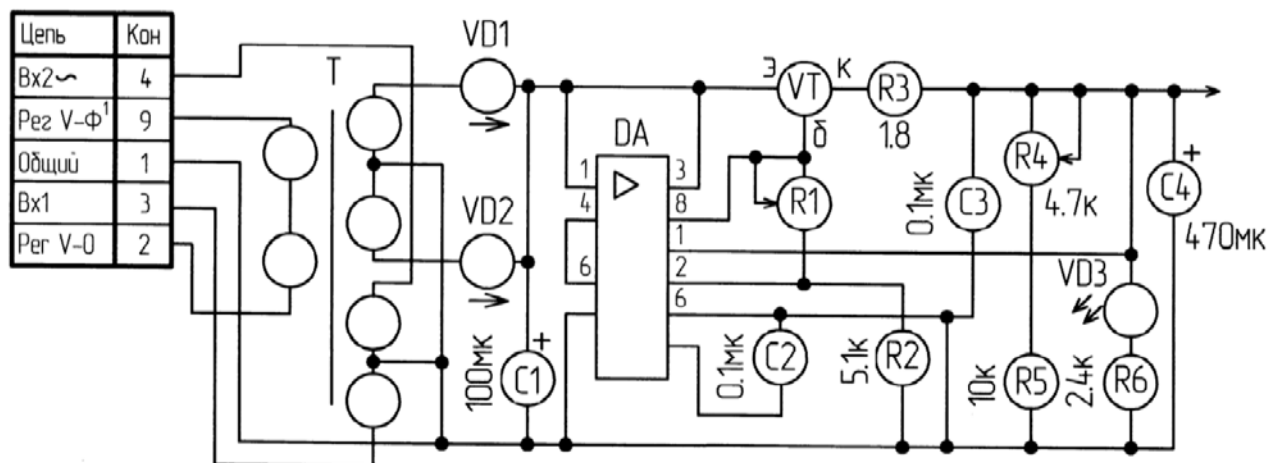 Цепь Кон
Вх2~ 4
Рег V-Ф¹ 9
Общий 1
Вх1 3
Рег V-0 2
T
VD1
VD2
100мк
C1
+
DA
1
4
6
3
8
1
2
6
Э
VT
К
б
R3
1.8
R1
0.1мк
C2
5.1к
R2
0.1мк
C3
R4
4.7к
10к
R5
VD3
2.4к
R6
+
C4
470мк